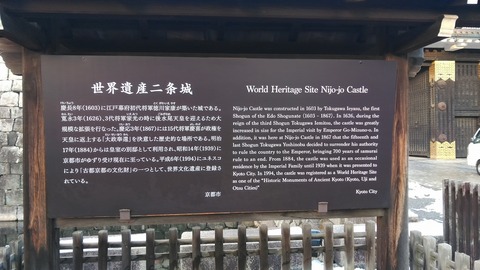 世界遺産二条城
慶長8年(1603)に江戸幕府初代将軍徳川家康が築いた城である。
寛永3年(1626)、3代将軍家光の時に後水尾天皇を迎えるため大
規模な拡張を行なった。慶応3年(1867)には15代将軍慶喜が政権を
天皇に返上する「大政奉還」を決意した歴史的な場所である。明治
17年(1884)からは皇室の別邸として利用され、昭和14年(1939)に
京都市がゆずり受け現在に至っている。平成6年(1994)にユネスコ
により「古都京都の文化財」の一つとして、世界文化遺産に登録さ
れている。
京都市
World Heritage Site Nijo-jo Castle
Nijo-jo Castle was constructed in 1603 by Tokugawa Ieyasu, the first
Shogun of the Edo Shogunate (1603 – 1867). In 1626, during the
reign of the third Shogun Tokugawa Iemitsu, the castle was greatly
increased in size for the Imperial visit by Emperor Go-Mizuno-o. In
addition, it was here at Nijo-jo Castle in 1867 that the fifteenth and
last Shogun Tokugawa Yoshinobu decided to surrender his authority
to rule the country to the Emperor, bringing 700 years of samurai
rule to an end. From 1884, the castle was used as an occasional
residence by the Imperial Family until 1939 when it was presented to
Kyoto City. In 1994, the castle was registered as a World Heritage Site
as one of the "Historic Monuments of Ancient Kyoto (Kyoto, Uji and
Otsu Cities)"
Kyoto City